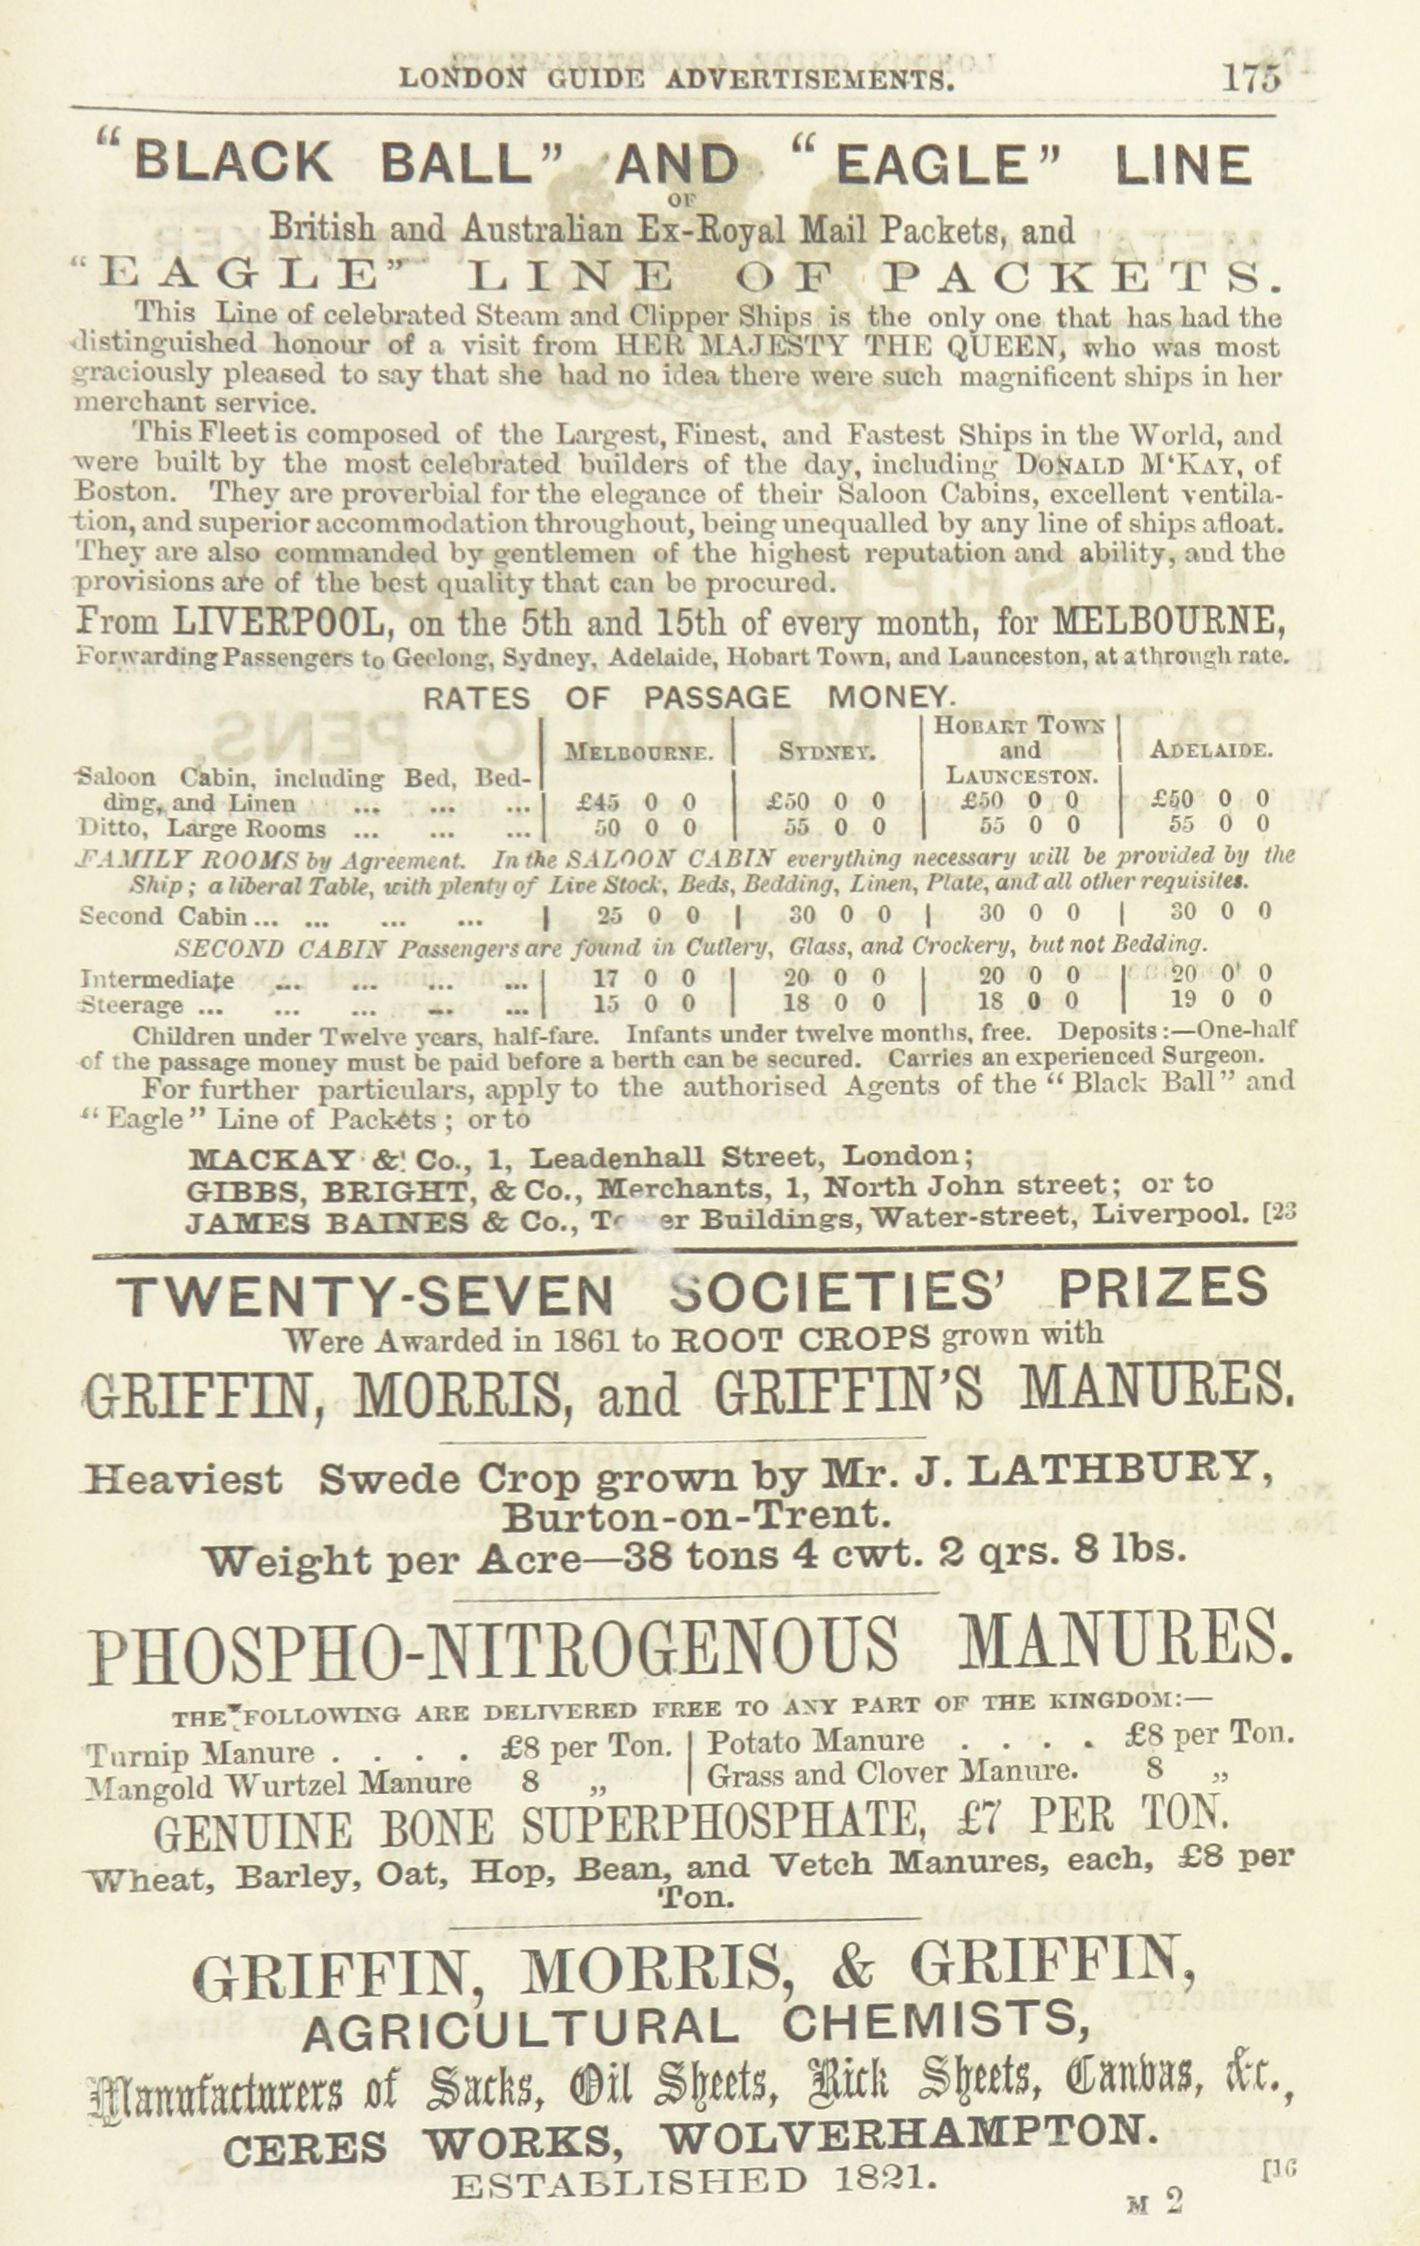 LONDON GUIDE ADVERTISEMENTS. 175
“BLACK BALL” AND “EAGLE” LINE
OF
British and Australian Ex-Royal Mail Packets, and
“EAGLE” LINE OF PACKETS.
This Line of celebrated Steam and Clipper Ships is the only one that has had the
distinguished honour of a visit from HER MAJESTY THE QUEEN, who was most
graciously pleased to say that she had no idea there were such magnificent ships in her
merchant service.
This Fleet is composed of the Largest, Finest, and Fastest Ships in the World, and
were built by the most celebrated builders of the day, including DONALD M‘KAY, of
Boston. They are proverbial for the elegance of their Saloon Cabins, excellent ventila-
tion, and superior accommodation throughout, being unequalled by any line of ships afloat.
They are also commanded by gentlemen of the highest reputation and ability, and the
provisions are of the best quality that can be procured.
From LIVERPOOL, on the 5th and 15th of every month, for MELBOURNE,
Forwarding Passengers to Geelong, Sydney, Adelaide, Hobart Town, and Launceston, at a through rate.
RATES OF PASSAGE MONEY.
MELBOURNE. SYDNEY. HOBART TOWN and LAUNCESTON. ADELAIDE.
Saloon Cabin, including Bed, Bed-
ding, and Linen ... ... ... £45 0 0 £50 0 0 £50 0 0 £50 0 0
Ditto, Large Rooms ... ... ... 50 0 0 55 0 0 55 0 0 55 0 0
FAMILY ROOMS by Agreement. In the SALOON CABIN everything necessary will be provided by the
Ship; a liberal Table, with plenty of Live Stock, Beds, Bedding, Linen, Plate, and all other requisites.
Second Cabin ... ... ... ... 25 0 0 30 0 0 30 0 0 30 0 0
SECOND CABIN Passengers are found in Cutlery, Glass, and Crockery, but not Bedding.
Intermediate ... ... ... ... 17 0 0 20 0 0 20 0 0 20 0 0
Steerage ... ... ... ... ... 15 0 0 18 0 0 18 0 0 19 0 0
Children under Twelve years, half-fare. Infants under twelve months, free. Deposits:—One-half
of the passage money must be paid before a berth can be secured. Carries an experienced Surgeon.
For further particulars, apply to the authorised Agents of the “Black Ball” and
“Eagle” Line of Packets; or to
MACKAY & Co., 1, Leadenhall Street, London;
GIBBS, BRIGHT, & Co., Merchants, 1, North John street; or to
JAMES BAINES & Co., Buildings, Water-street, Liverpool. [23
TWENTY-SEVEN SOCIETIES’ PRIZES
Were Awarded in 1861 to ROOT CROPS grown with
GRIFFIN, MORRIS, and GRIFFIN’S MANURES.
Heaviest Swede Crop grown by Mr. J. LATHBURY,
Burton-on-Trent.
Weight per Acre—38 tons 4 cwt. 2 qrs. 8 lbs.
PHOSPHO-NITROGENOUS MANURES.
THE FOLLOWING ARE DELIVERED FREE TO ANY PART OF THE KINGDOM:—
Turnip Manure . . . . £8 per Ton. Potato Manure . . . . £8 per Ton.
Mangold Wurtzel Manure 8 „ Grass and Clover Manure. 8 „
GENUINE BONE SUPERPHOSPHATE, £7 PER TON.
Wheat, Barley, Oat, Hop, Bean, and Vetch Manures, each, £8 per
Ton.
GRIFFIN, MORRIS, & GRIFFIN,
AGRICULTURAL CHEMISTS,
Manufacturers of Sacks, Oil Sheets, Rick Sheets, Canvas, &c.,
CERES WORKS, WOLVERHAMPTON.
ESTABLISHED 1821. [16
M 2